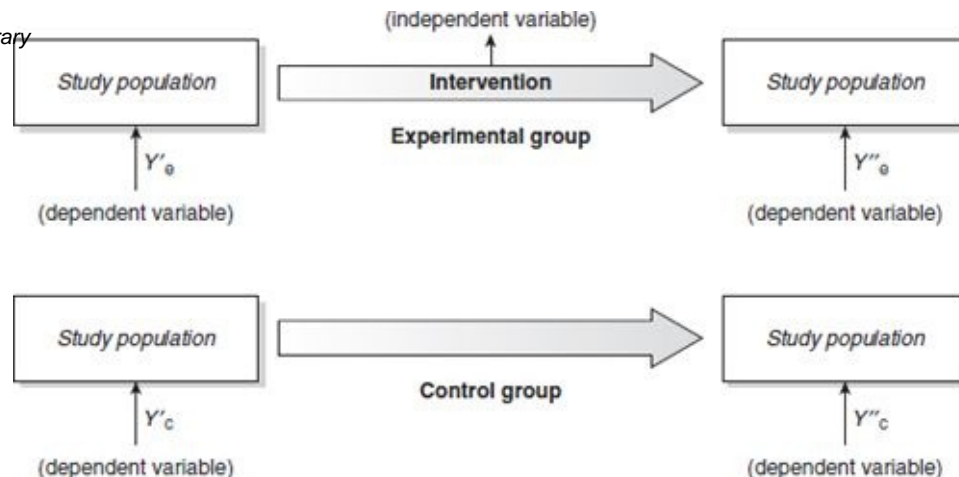 (independent variable)
rary
Study population
Intervention
Study population
Experimental group
Y′e
Y″e
(dependent variable)
(dependent variable)
Study population
Study population
Control group
Y′c
Y″c
(dependent variable)
(dependent variable)